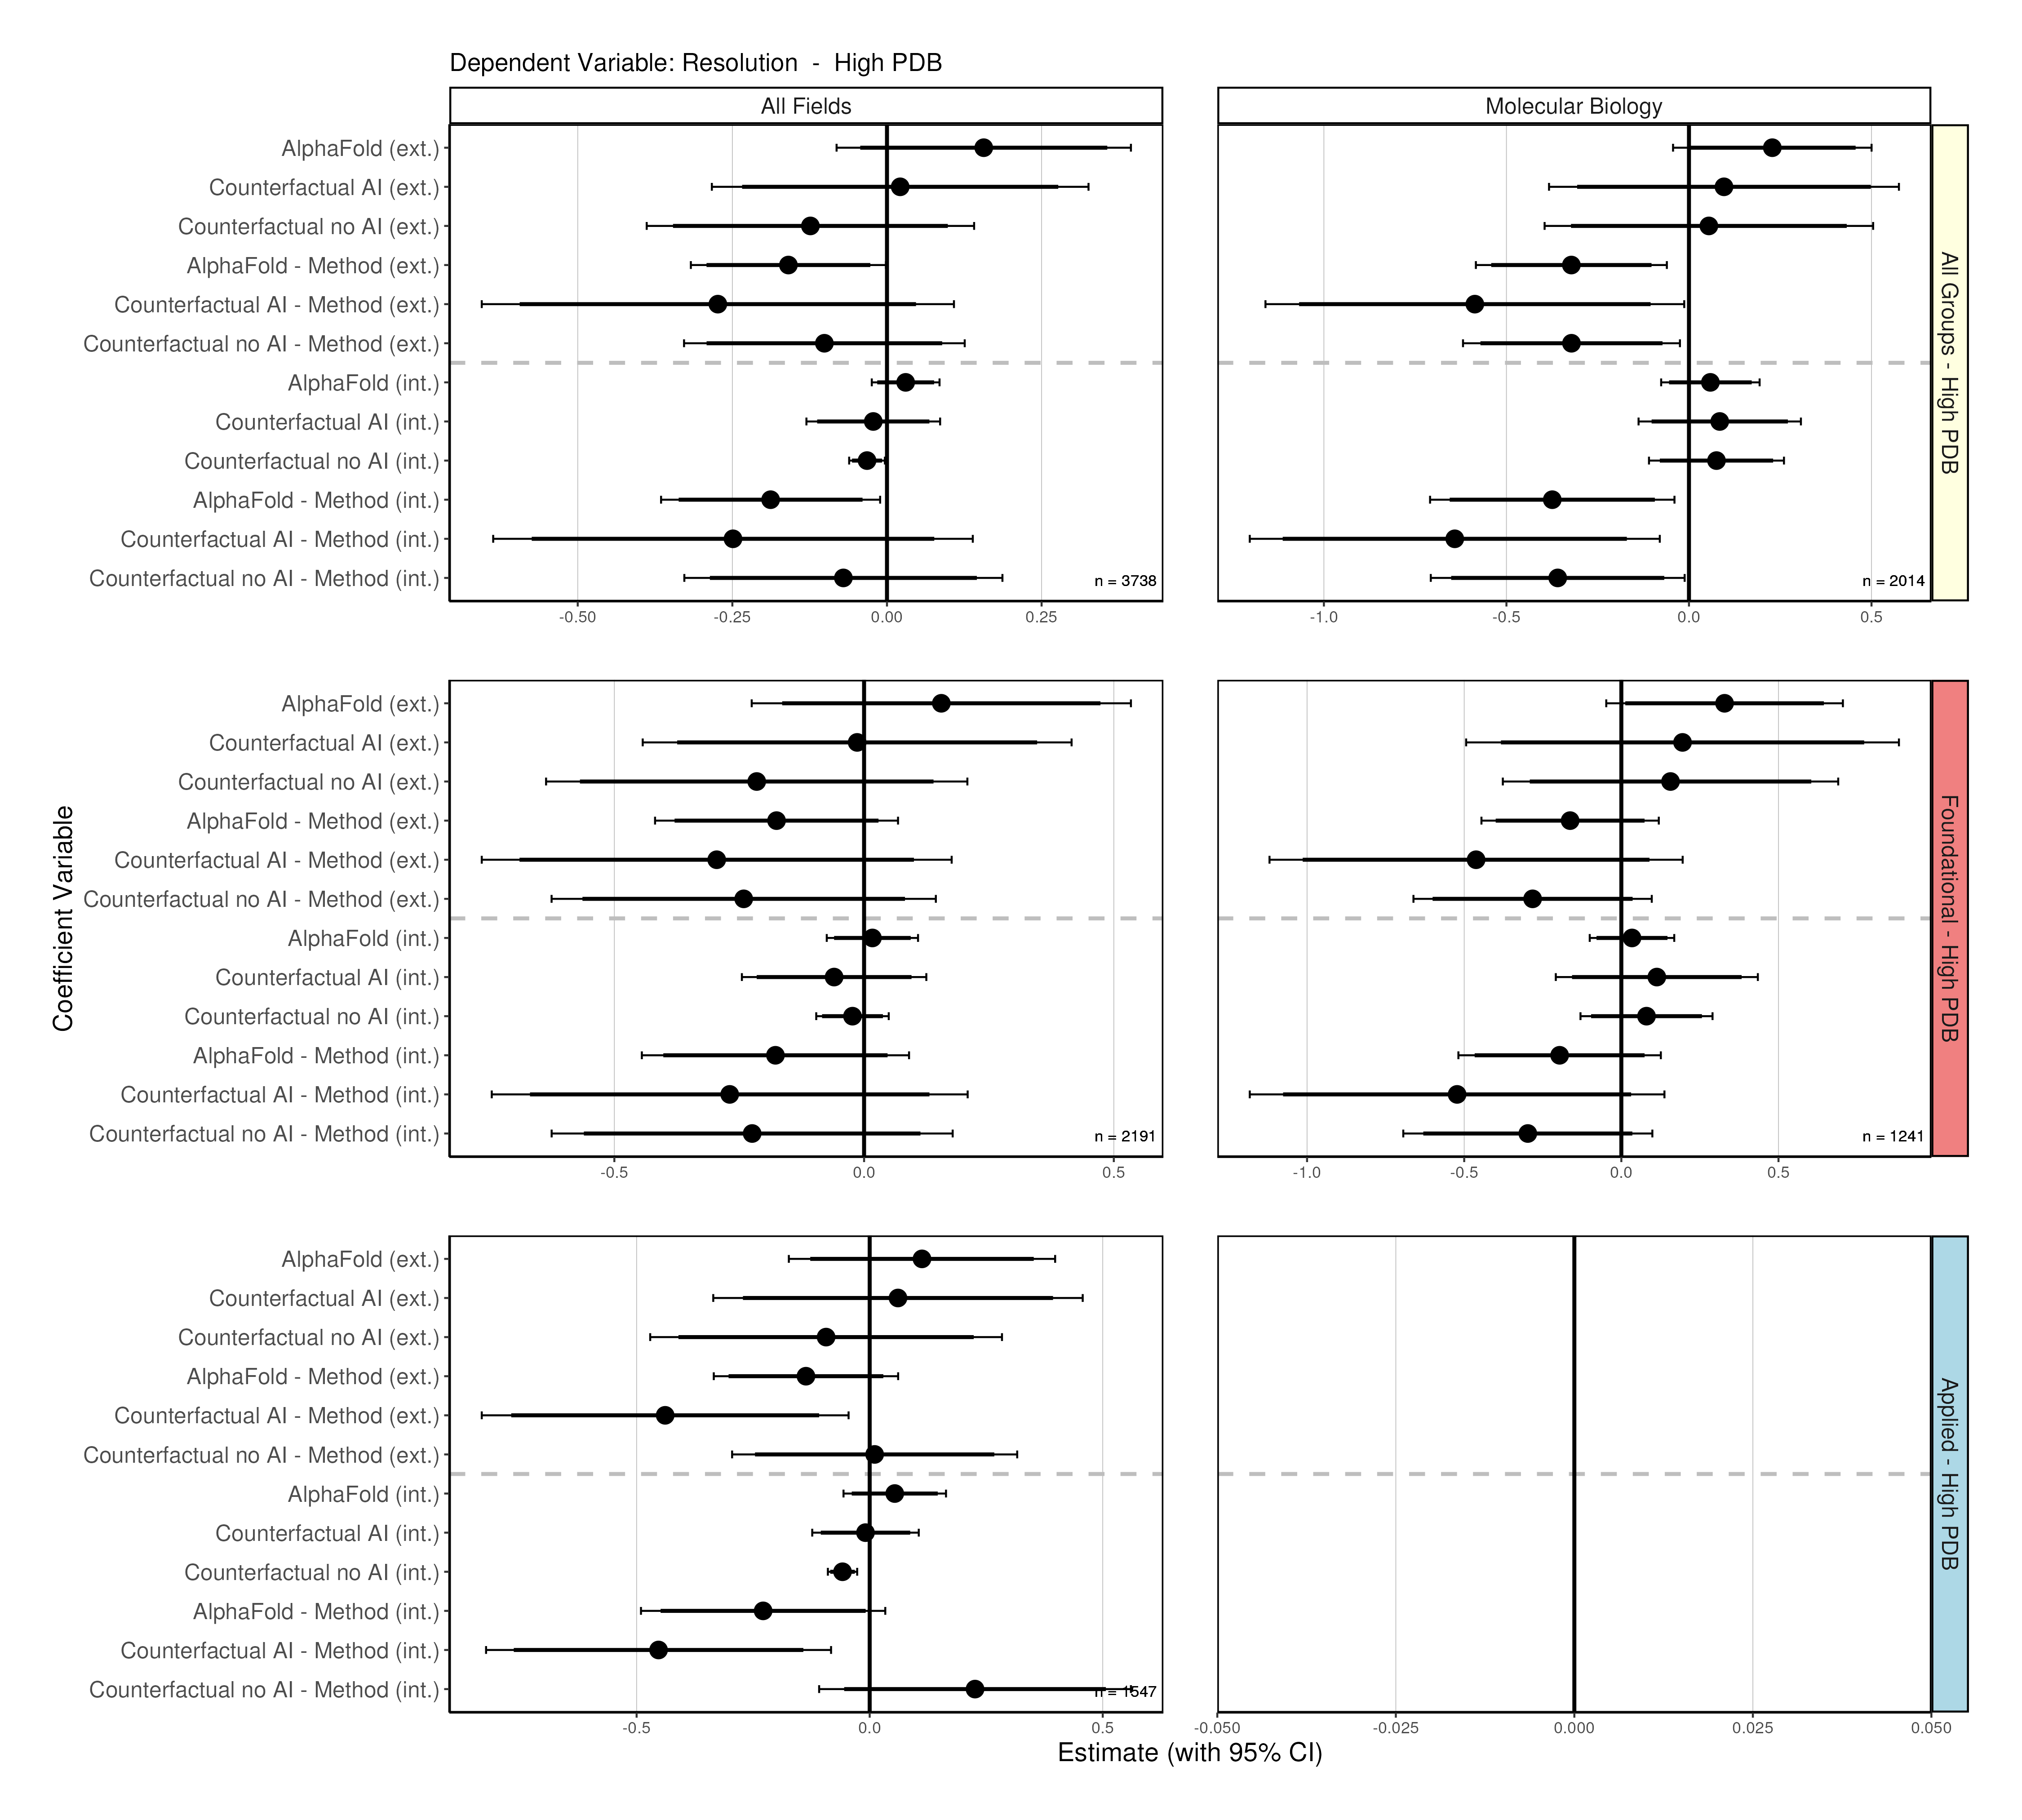 Dependent Variable: Resolution - High PDB
All Fields
Molecular Biology
AlphaFold (ext.)
Counterfactual AI (ext.)
Counterfactual no AI (ext.)
AlphaFold - Method (ext.)
Counterfactual AI - Method (ext.)
Counterfactual no AI - Method (ext.)
AlphaFold (int.)
Counterfactual AI (int.)
Counterfactual no AI (int.)
AlphaFold - Method (int.)
Counterfactual AI - Method (int.)
Counterfactual no AI - Method (int.)
n = 3738
n = 2014
All Groups - High PDB
-0.50 -0.25 0.00 0.25
-1.0 -0.5 0.0 0.5
Coefficient Variable
AlphaFold (ext.)
Counterfactual AI (ext.)
Counterfactual no AI (ext.)
AlphaFold - Method (ext.)
Counterfactual AI - Method (ext.)
Counterfactual no AI - Method (ext.)
AlphaFold (int.)
Counterfactual AI (int.)
Counterfactual no AI (int.)
AlphaFold - Method (int.)
Counterfactual AI - Method (int.)
Counterfactual no AI - Method (int.)
n = 2191
n = 1241
Foundational - High PDB
-0.5 0.0 0.5
-1.0 -0.5 0.0 0.5
AlphaFold (ext.)
Counterfactual AI (ext.)
Counterfactual no AI (ext.)
AlphaFold - Method (ext.)
Counterfactual AI - Method (ext.)
Counterfactual no AI - Method (ext.)
AlphaFold (int.)
Counterfactual AI (int.)
Counterfactual no AI (int.)
AlphaFold - Method (int.)
Counterfactual AI - Method (int.)
Counterfactual no AI - Method (int.)
n = 1547
Applied - High PDB
-0.5 0.0 0.5
-0.050 -0.025 0.000 0.025 0.050
Estimate (with 95% CI)